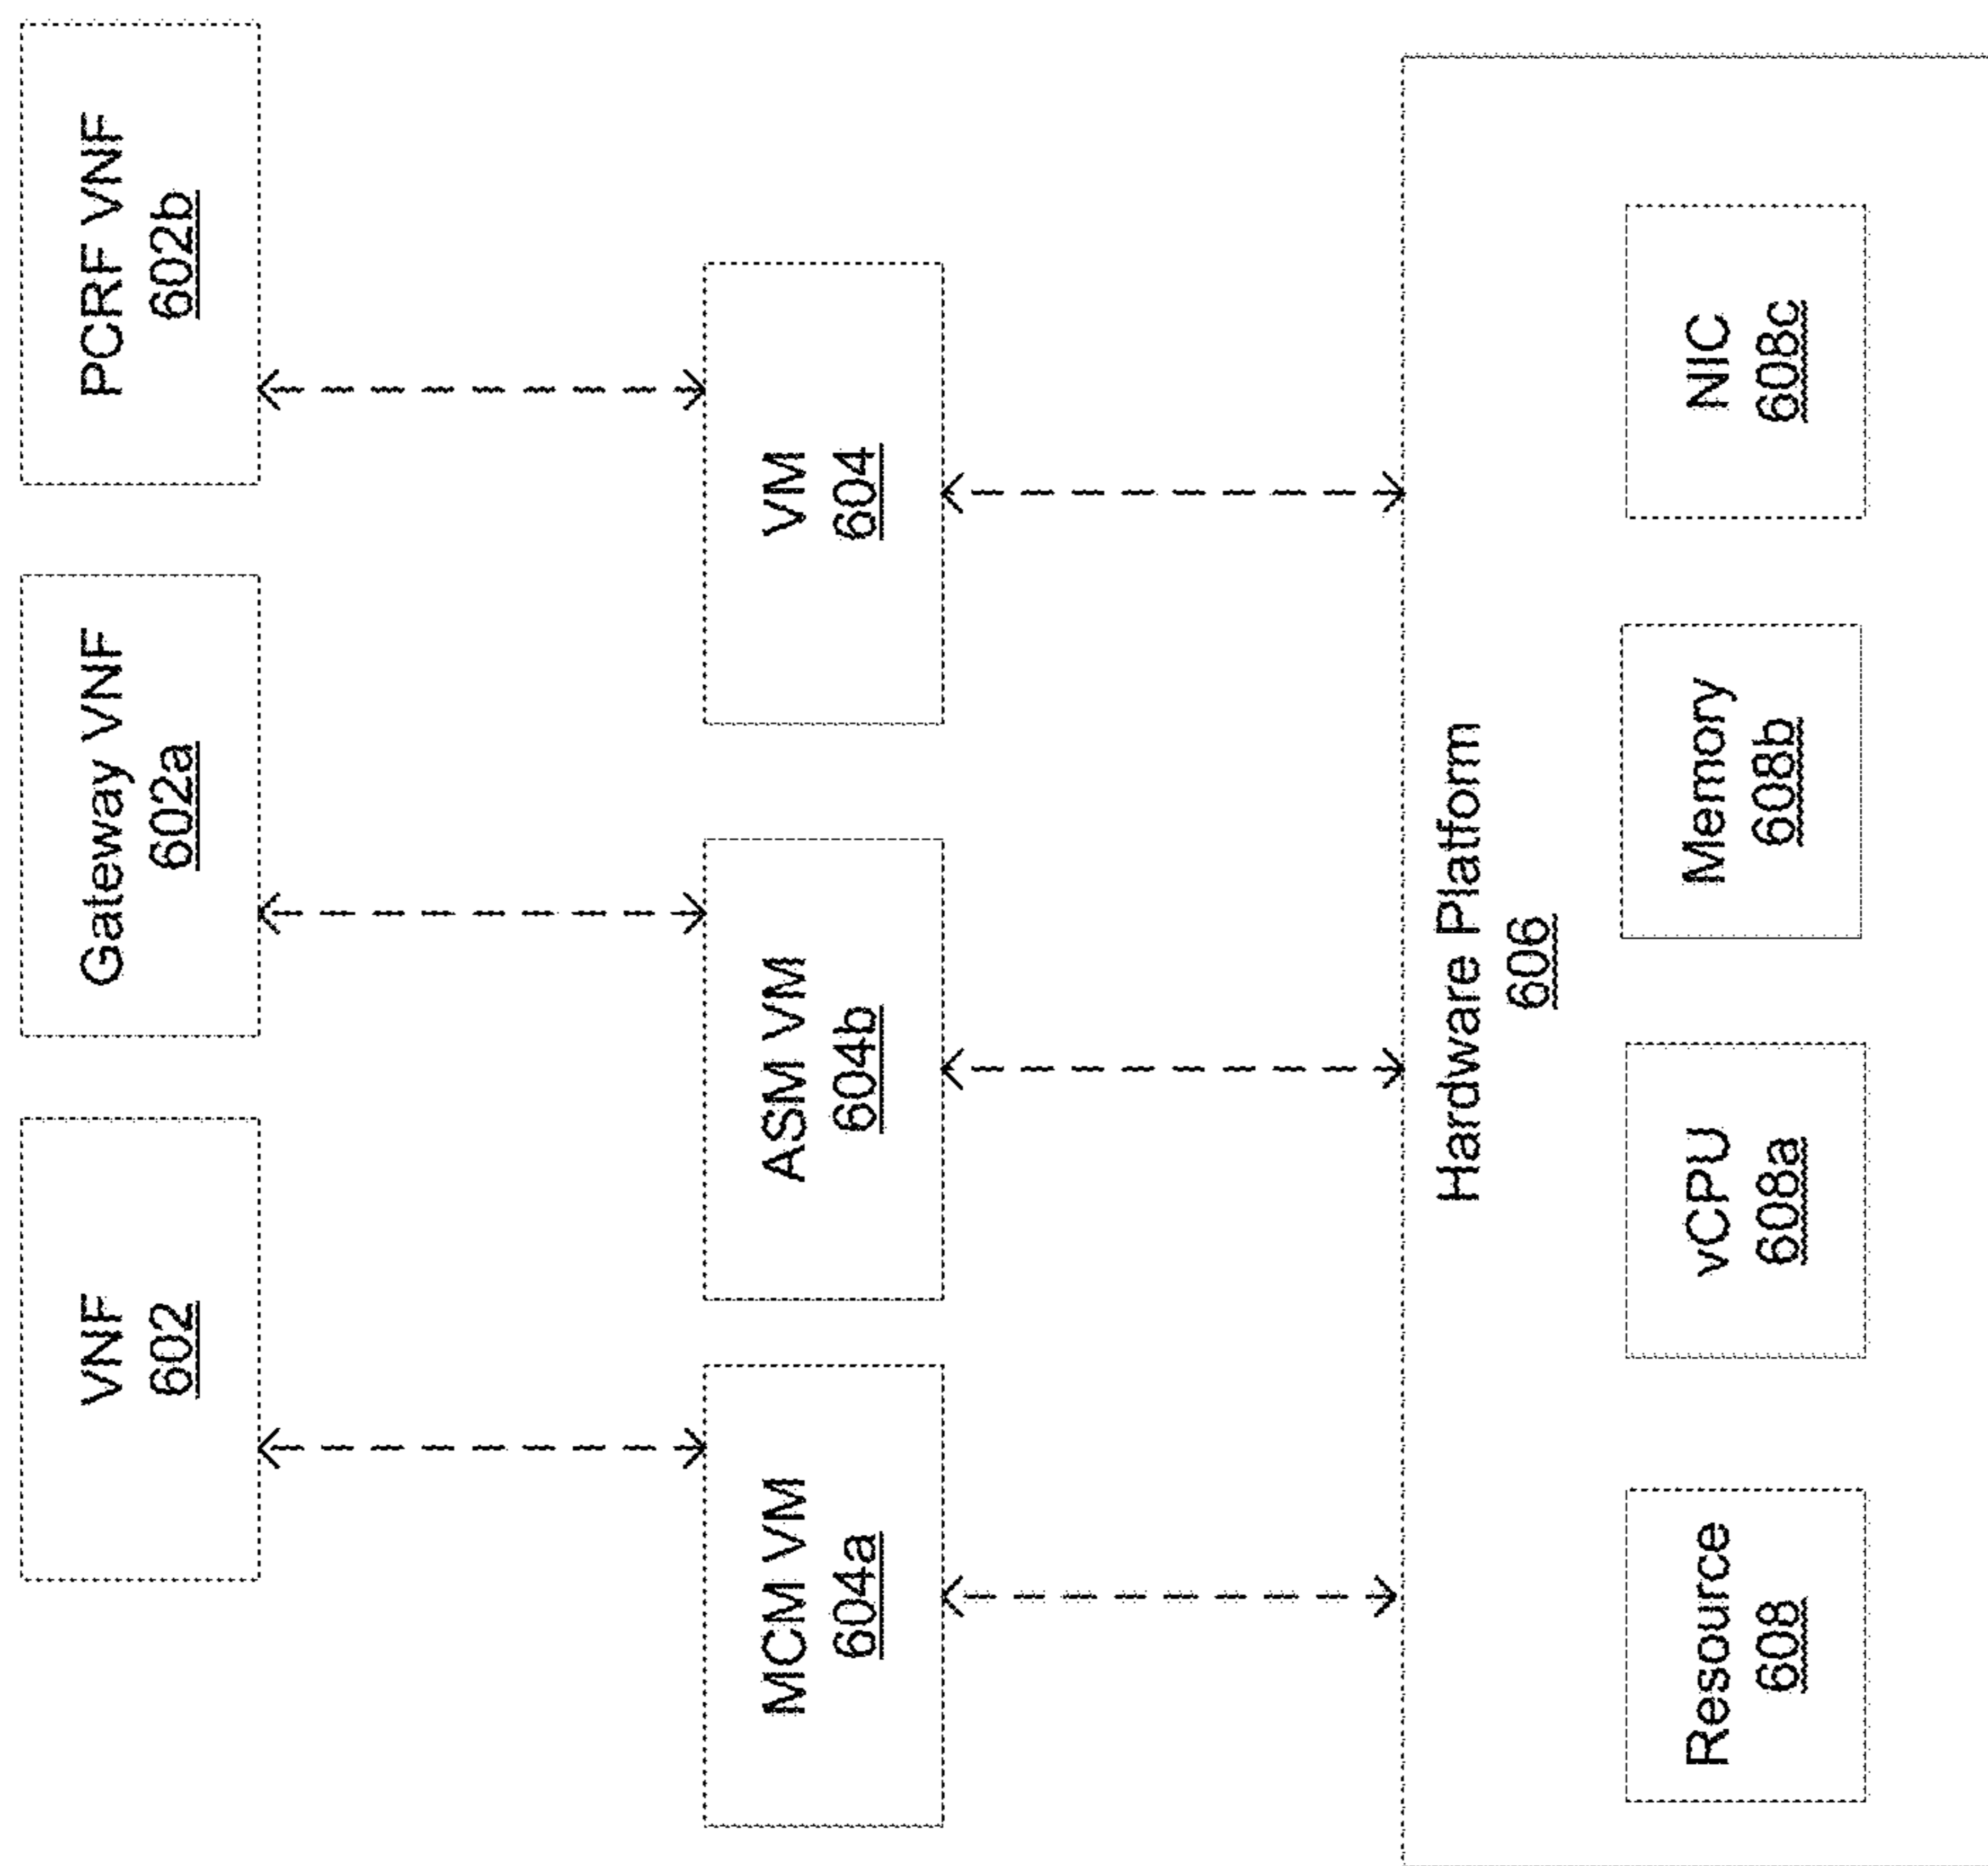 VNF
602
Gateway VNF
602a
PCRF VNF
602b
MCM VM
604a
ASM VM
604b
VM
604
Hardware Platform
606
Resource
608
vCPU
608a
Memory
608b
NIC
608c